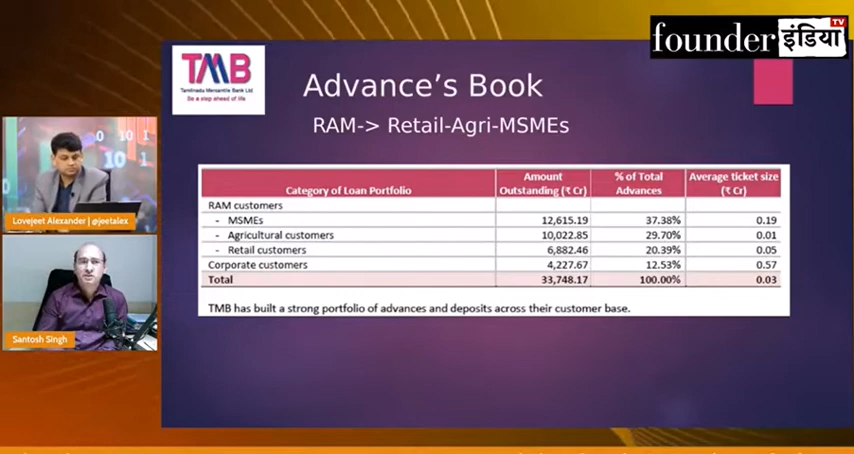 founder इंडिया TV
TMB
Tamilnadu Mercantile Bank Ltd
Be a step ahead of life
Advance's Book
RAM-> Retail-Agri-MSMEs
Category of Loan Portfolio Amount Outstanding (₹ Cr) % of Total Advances Average ticket size (₹ Cr)
RAM customers
- MSMEs 12,615.19 37.38% 0.19
- Agricultural customers 10,022.85 29.70% 0.01
- Retail customers 6,882.46 20.39% 0.05
Corporate customers 4,227.67 12.53% 0.57
Total 33,748.17 100.00% 0.03
TMB has built a strong portfolio of advances and deposits across their customer base.
0 10 1
10 1
Lovejeet Alexander | @jeetalex
Santosh Singh